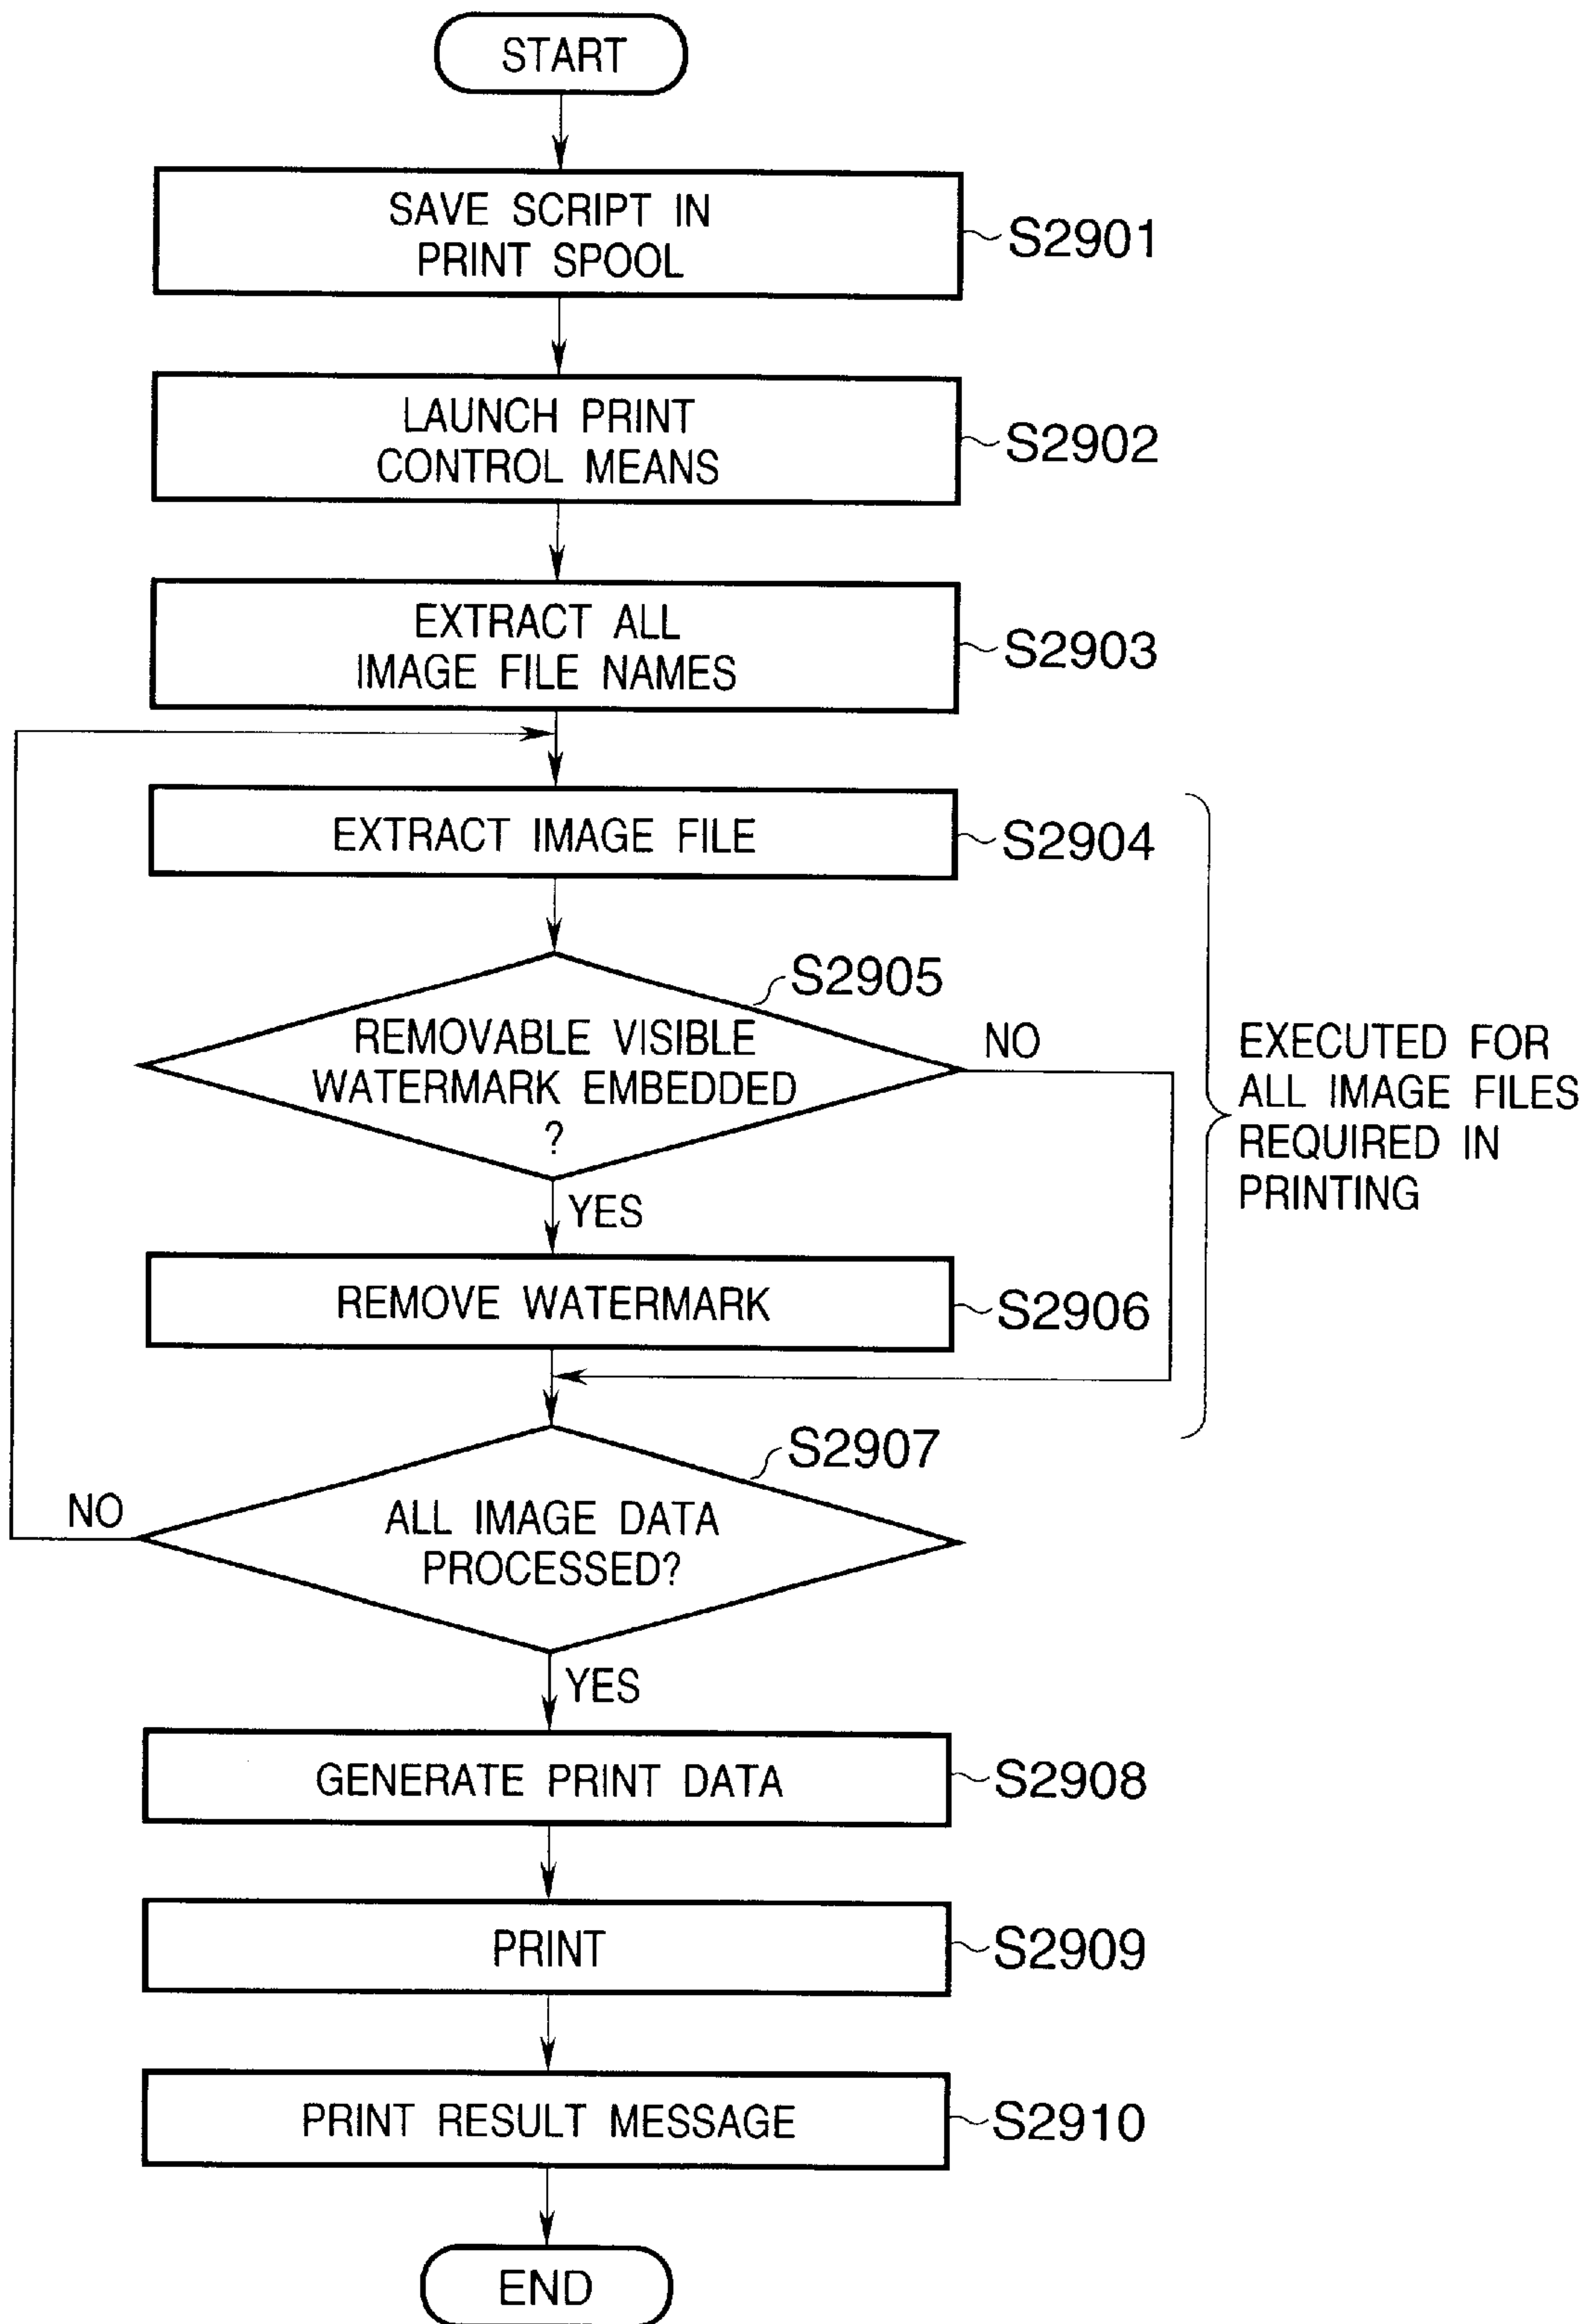 START
SAVE SCRIPT IN
PRINT SPOOL
S2901
LAUNCH PRINT
CONTROL MEANS
S2902
EXTRACT ALL
IMAGE FILE NAMES
S2903
EXTRACT IMAGE FILE
S2904
S2905
REMOVABLE VISIBLE
WATERMARK EMBEDDED
?
NO
EXECUTED FOR
ALL IMAGE FILES
REQUIRED IN
PRINTING
YES
REMOVE WATERMARK
S2906
S2907
NO
ALL IMAGE DATA
PROCESSED?
YES
GENERATE PRINT DATA
S2908
PRINT
S2909
PRINT RESULT MESSAGE
S2910
END